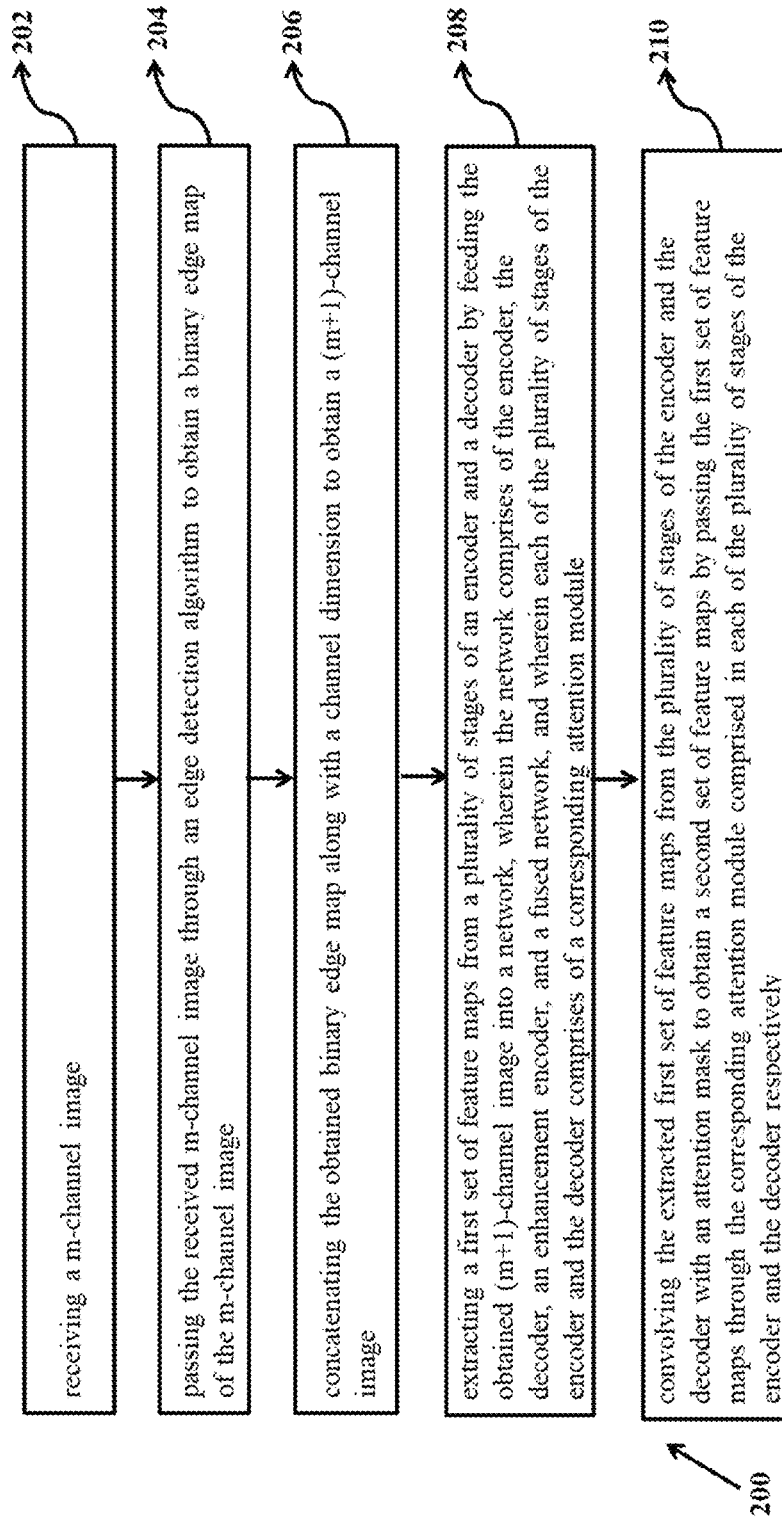 receiving a m-channel image
202
passing the received m-channel image through an edge detection algorithm to obtain a binary edge map
of the m-channel image
204
concatenating the obtained binary edge map along with a channel dimension to obtain a (m+1)-channel
image
206
extracting a first set of feature maps from a plurality of stages of an encoder and a decoder by feeding the
obtained (m+1)-channel image into a network, wherein the network comprises of the encoder, the
decoder, an enhancement encoder, and a fused network, and wherein each of the plurality of stages of the
encoder and the decoder comprises of a corresponding attention module
208
convolving the extracted first set of feature maps from the plurality of stages of the encoder and the
decoder with an attention mask to obtain a second set of feature maps by passing the first set of feature
maps through the corresponding attention module comprised in each of the plurality of stages of the
encoder and the decoder respectively
210
200